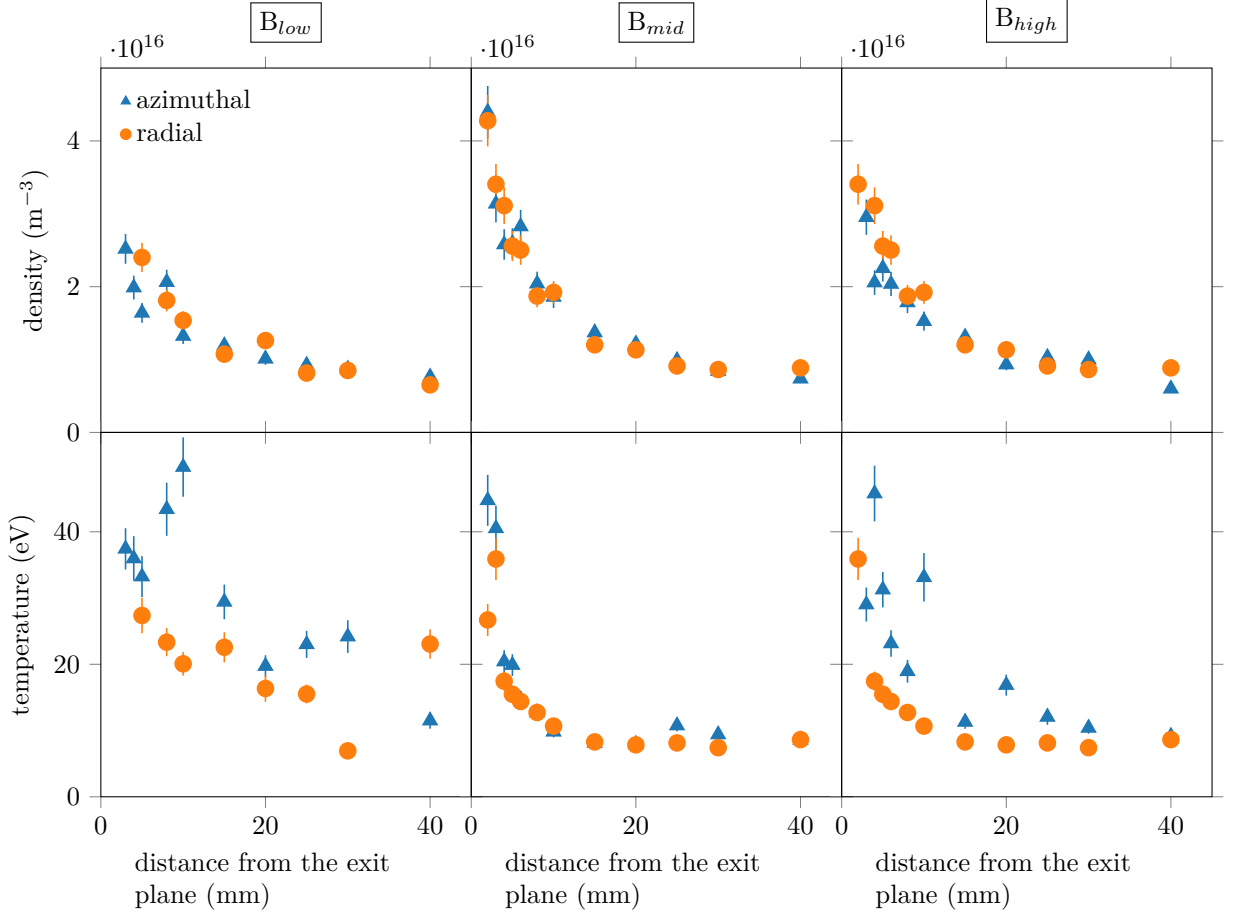 B_low B_mid B_high
·10^16 ·10^16 ·10^16
azimuthal
radial
4
2
0
density (m^−3)
40
20
0
temperature (eV)
0 20 40 0 20 40 0 20 40
distance from the exit
plane (mm)
distance from the exit
plane (mm)
distance from the exit
plane (mm)